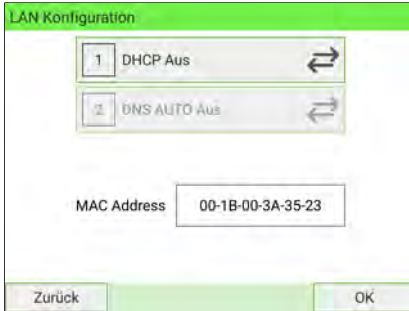 LAN Konfiguration
1 DHCP Aus
2 DNS AUTO Aus
MAC Address 00-1B-00-3A-35-23
Zurück OK